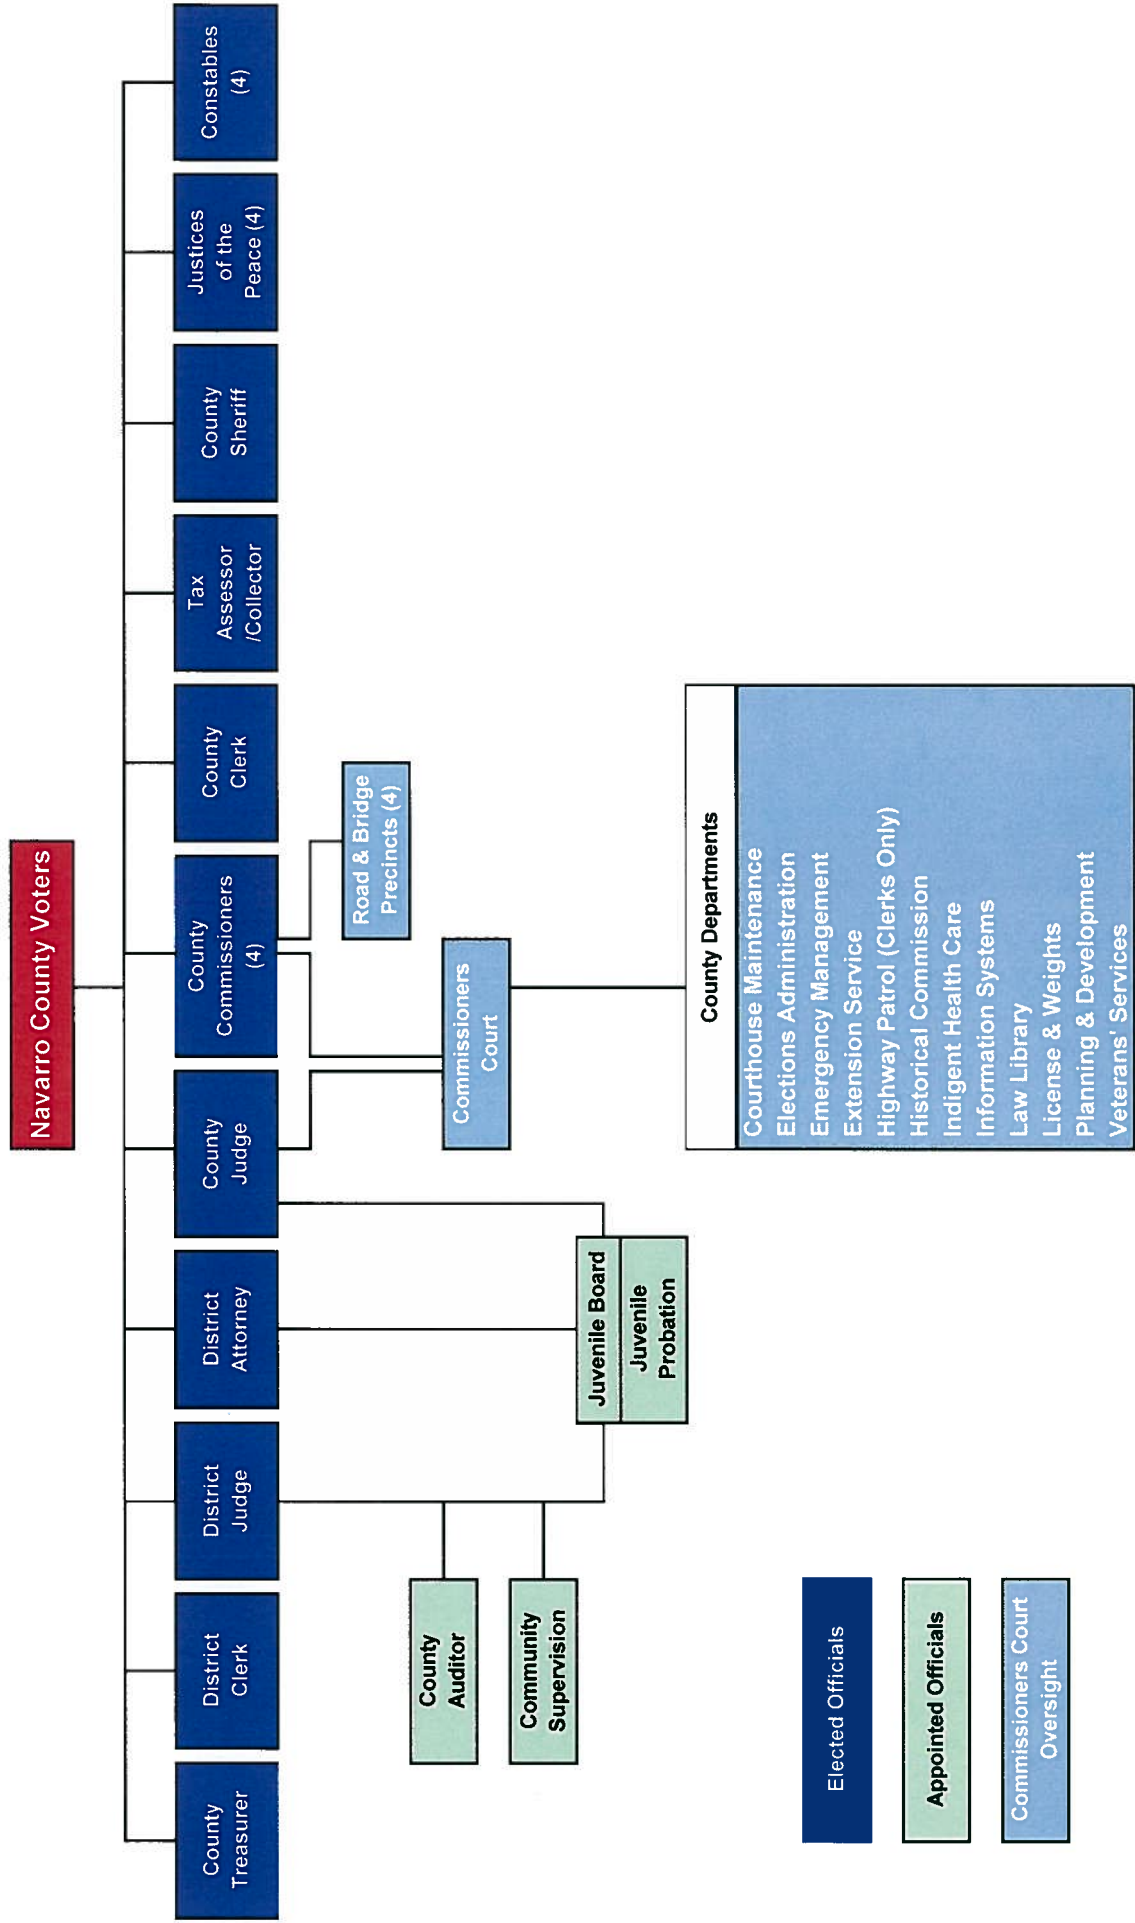 Navarro County Voters
County
Treasurer
District
Clerk
District
Judge
District
Attorney
County
Judge
County
Commissioners
(4)
County
Clerk
Tax
Assessor
/Collector
County
Sheriff
Justices
of the
Peace (4)
Constables
(4)
Road & Bridge
Precincts (4)
County
Auditor
Commissioners
Court
Community
Supervision
Juvenile Board
Juvenile
Probation
County Departments
Courthouse Maintenance
Elections Administration
Emergency Management
Extension Service
Highway Patrol (Clerks Only)
Historical Commission
Indigent Health Care
Information Systems
Law Library
License & Weights
Planning & Development
Veterans' Services
Elected Officials
Appointed Officials
Commissioners Court
Oversight